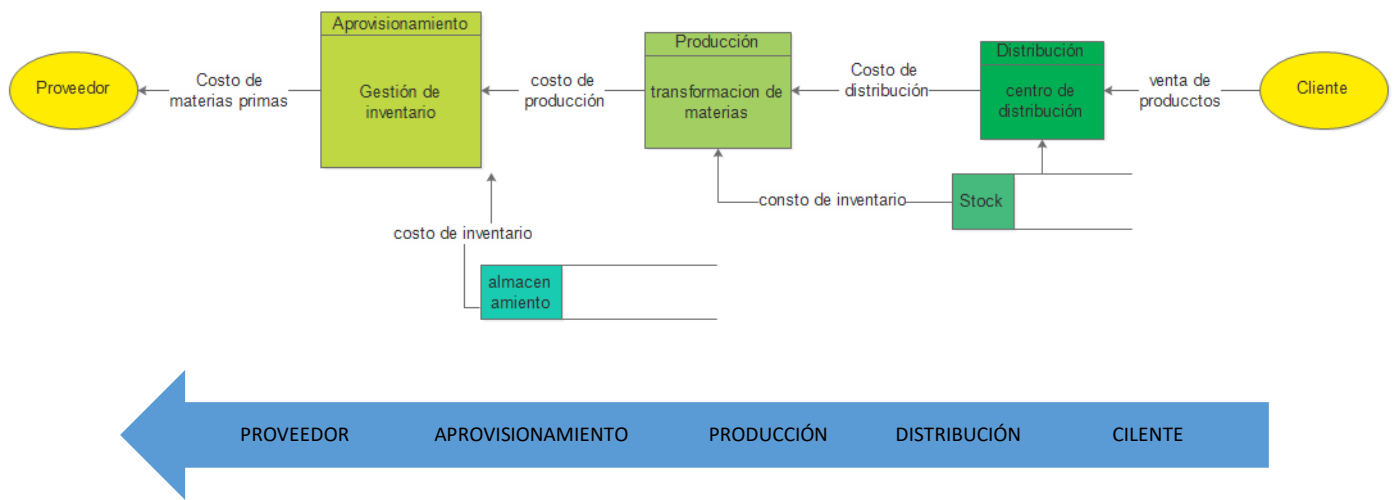 Aprovisionamiento
Gestión de
inventario
Proveedor
Costo de
materias primas
costo de
producción
Producción
transformacion de
materias
Costo de
distribución
Distribución
centro de
distribución
venta de
producctos
Cliente
consto de inventario
Stock
costo de inventario
almacen
amiento
PROVEEDOR APROVISIONAMIENTO PRODUCCIÓN DISTRIBUCIÓN CILENTE